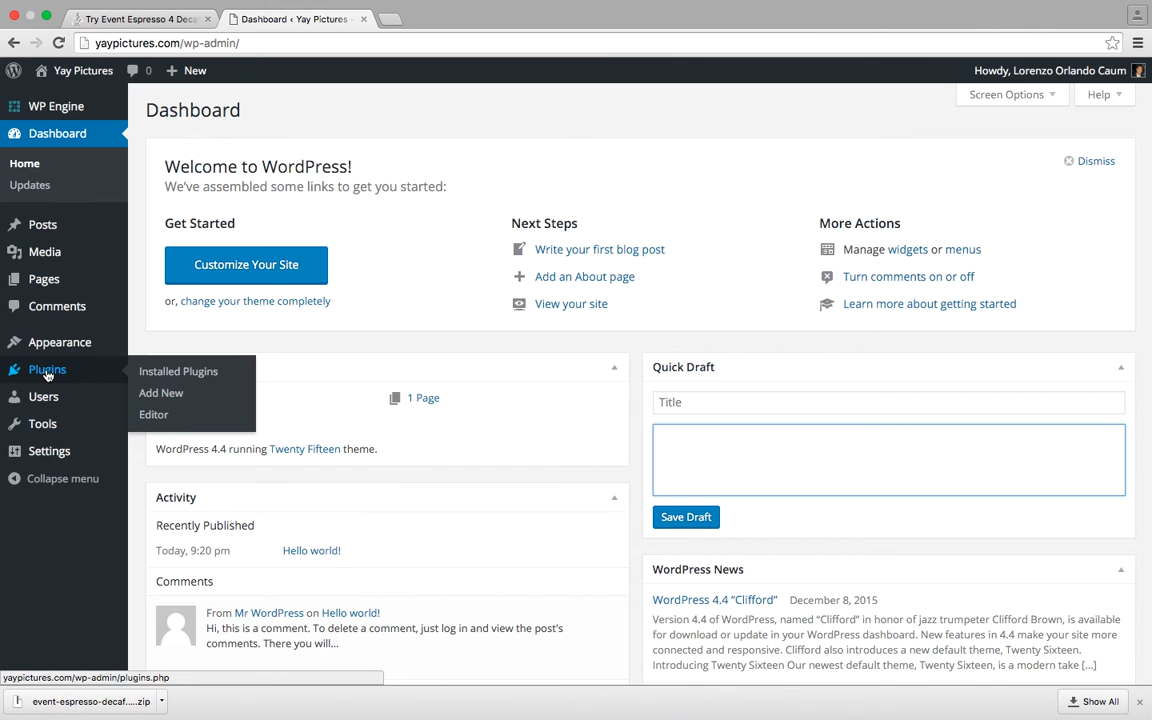 Try Event Espresso 4 Deca
Dashboard ‹ Yay Pictures –
yaypictures.com/wp-admin/
Yay Pictures 0 New
Howdy, Lorenzo Orlando Caum
WP Engine
Dashboard
Home
Updates
Posts
Media
Pages
Comments
Appearance
Plugins
Users
Tools
Settings
Collapse menu
Installed Plugins
Add New
Editor
Screen Options
Help
Dashboard
Welcome to WordPress!
We've assembled some links to get you started:
Dismiss
Get Started
Customize Your Site
or, change your theme completely
Next Steps
Write your first blog post
Add an About page
View your site
More Actions
Manage widgets or menus
Turn comments on or off
Learn more about getting started
1 Page
WordPress 4.4 running Twenty Fifteen theme.
Activity
Recently Published
Today, 9:20 pm Hello world!
Comments
From Mr WordPress on Hello world!
Hi, this is a comment. To delete a comment, just log in and view the post's
comments. There you will...
Quick Draft
Title
Save Draft
WordPress News
WordPress 4.4 “Clifford” December 8, 2015
Version 4.4 of WordPress, named “Clifford” in honor of jazz trumpeter Clifford Brown, is available
for download or update in your WordPress dashboard. New features in 4.4 make your site more
connected and responsive. Clifford also introduces a new default theme, Twenty Sixteen.
Introducing Twenty Sixteen Our newest default theme, Twenty Sixteen, is a modern take [...]
yaypictures.com/wp-admin/plugins.php
event-espresso-decaf.....zip
Show All